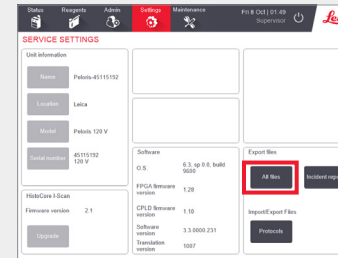 Status
Reagents
Admin
Settings
Maintenance
Fri 8 Oct | 01:49
Supervisor
SERVICE SETTINGS
Unit information
Name
Peloris-45115192
Location
Leica
Model
Peloris 120 V
Serial number
45115192
120 V
HistoCore I-Scan
Firmware version
2.1
Upgrade
Software
O.S.
6.3. sp 0.0, build
9600
FPGA firmware
version
1.28
CPLD firmware
version
1.10
Software
version
3.3.0000.231
Translation
version
1007
Export files
All files
Incident repo
Import/Export Files
Protocols